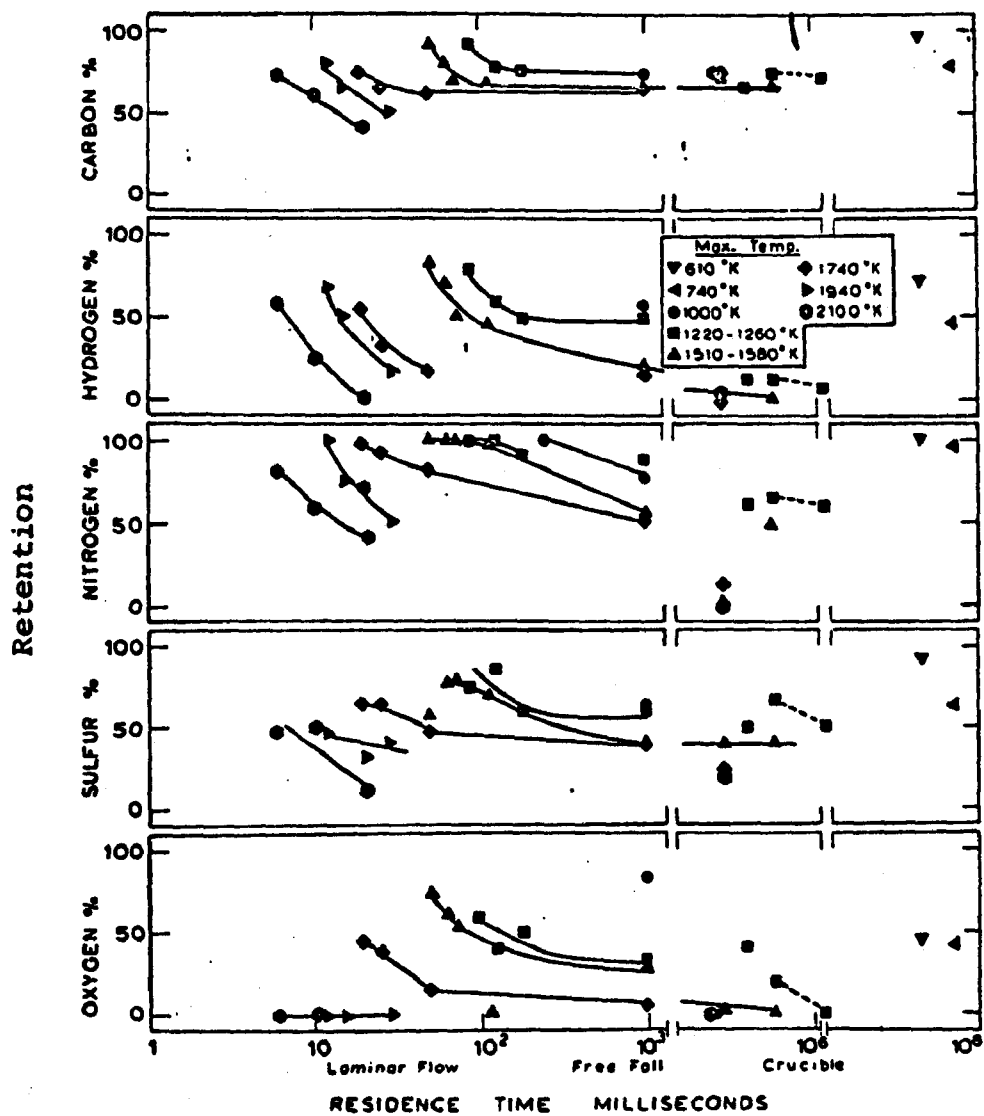 Retention
CARBON %
100
50
0
HYDROGEN %
100
50
0
Max. Temp.
610 °K
1740 °K
740 °K
1940 °K
1000 °K
2100 °K
1220 - 1260 °K
1510 - 1580 °K
NITROGEN %
100
50
0
SULFUR %
100
50
0
OXYGEN %
100
50
0
1 10 10² 10³ 10⁶ 10⁸
Laminar Flow Free Fall Crucible
RESIDENCE TIME MILLISECONDS